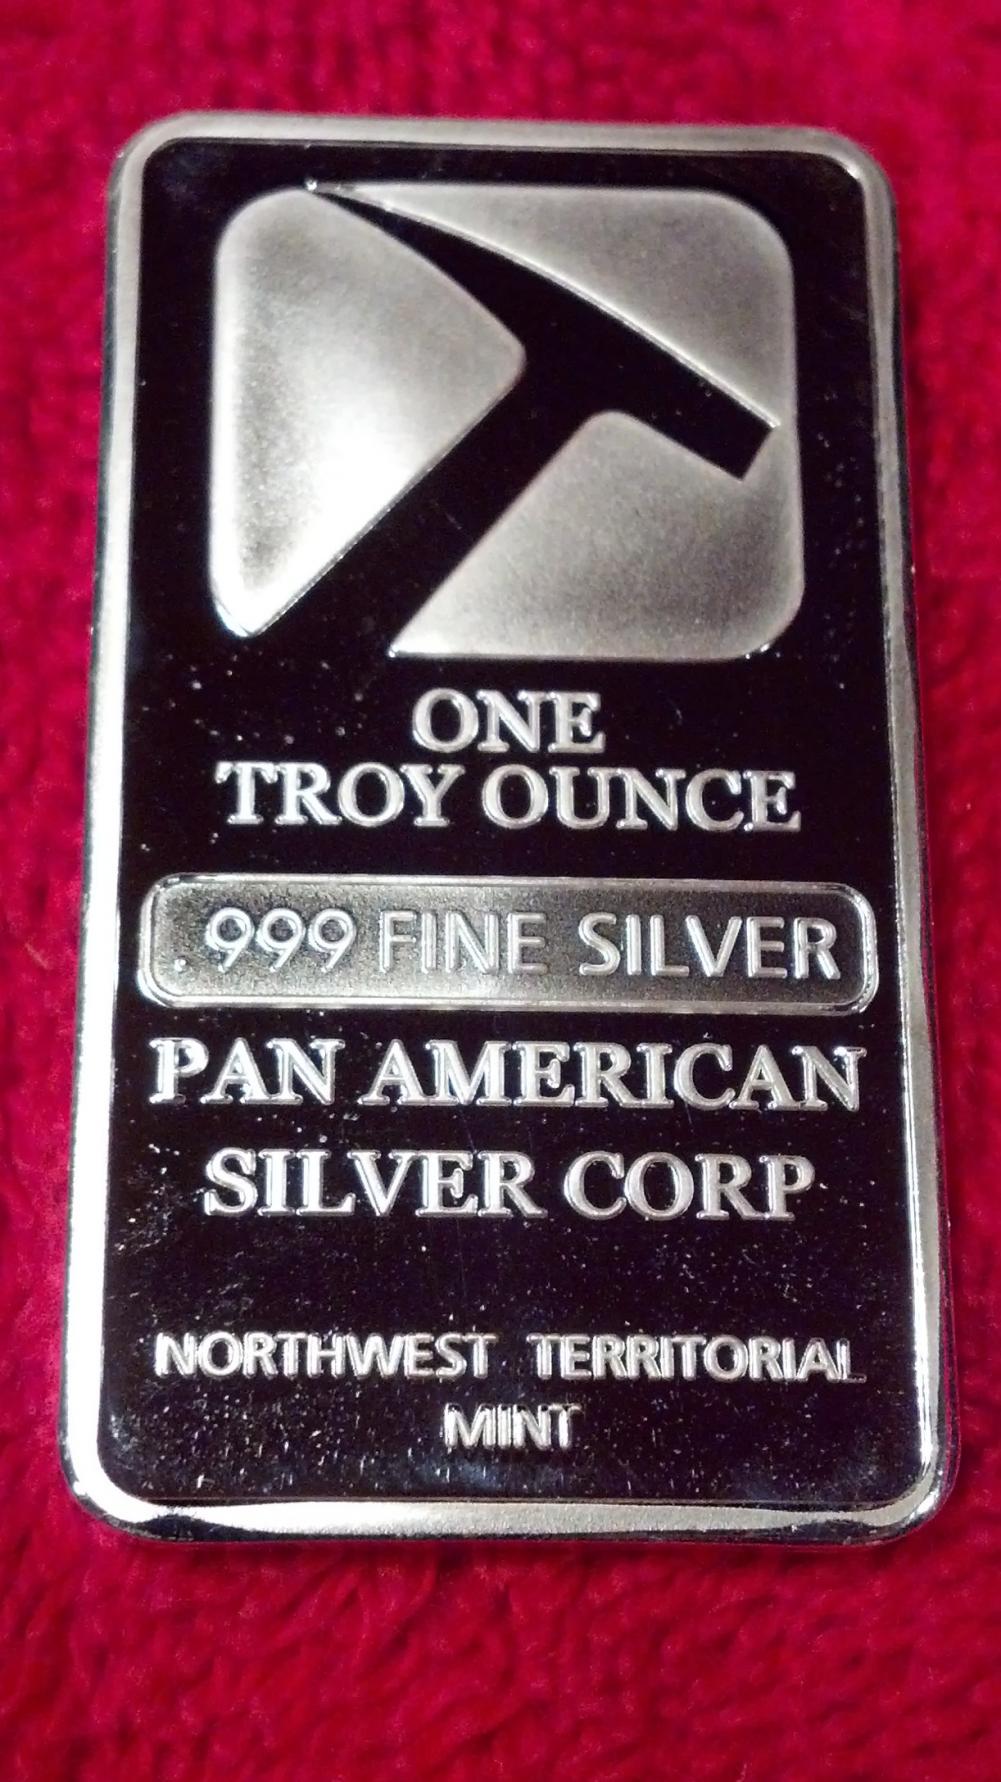 ONE
TROY OUNCE
.999 FINE SILVER
PAN AMERICAN
SILVER CORP
NORTHWEST TERRITORIAL
MINT